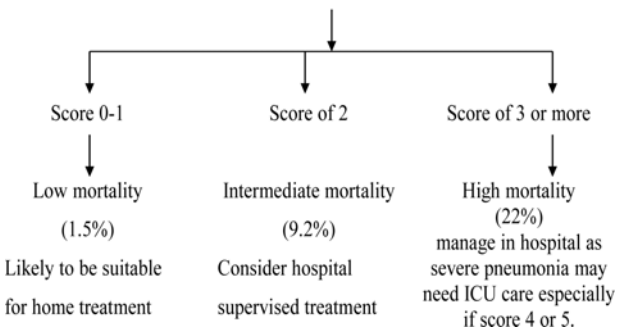 Score 0-1
Low mortality
(1.5%)
Likely to be suitable
for home treatment
Score of 2
Intermediate mortality
(9.2%)
Consider hospital
supervised treatment
Score of 3 or more
High mortality
(22%)
manage in hospital as
severe pneumonia may
need ICU care especially
if score 4 or 5.